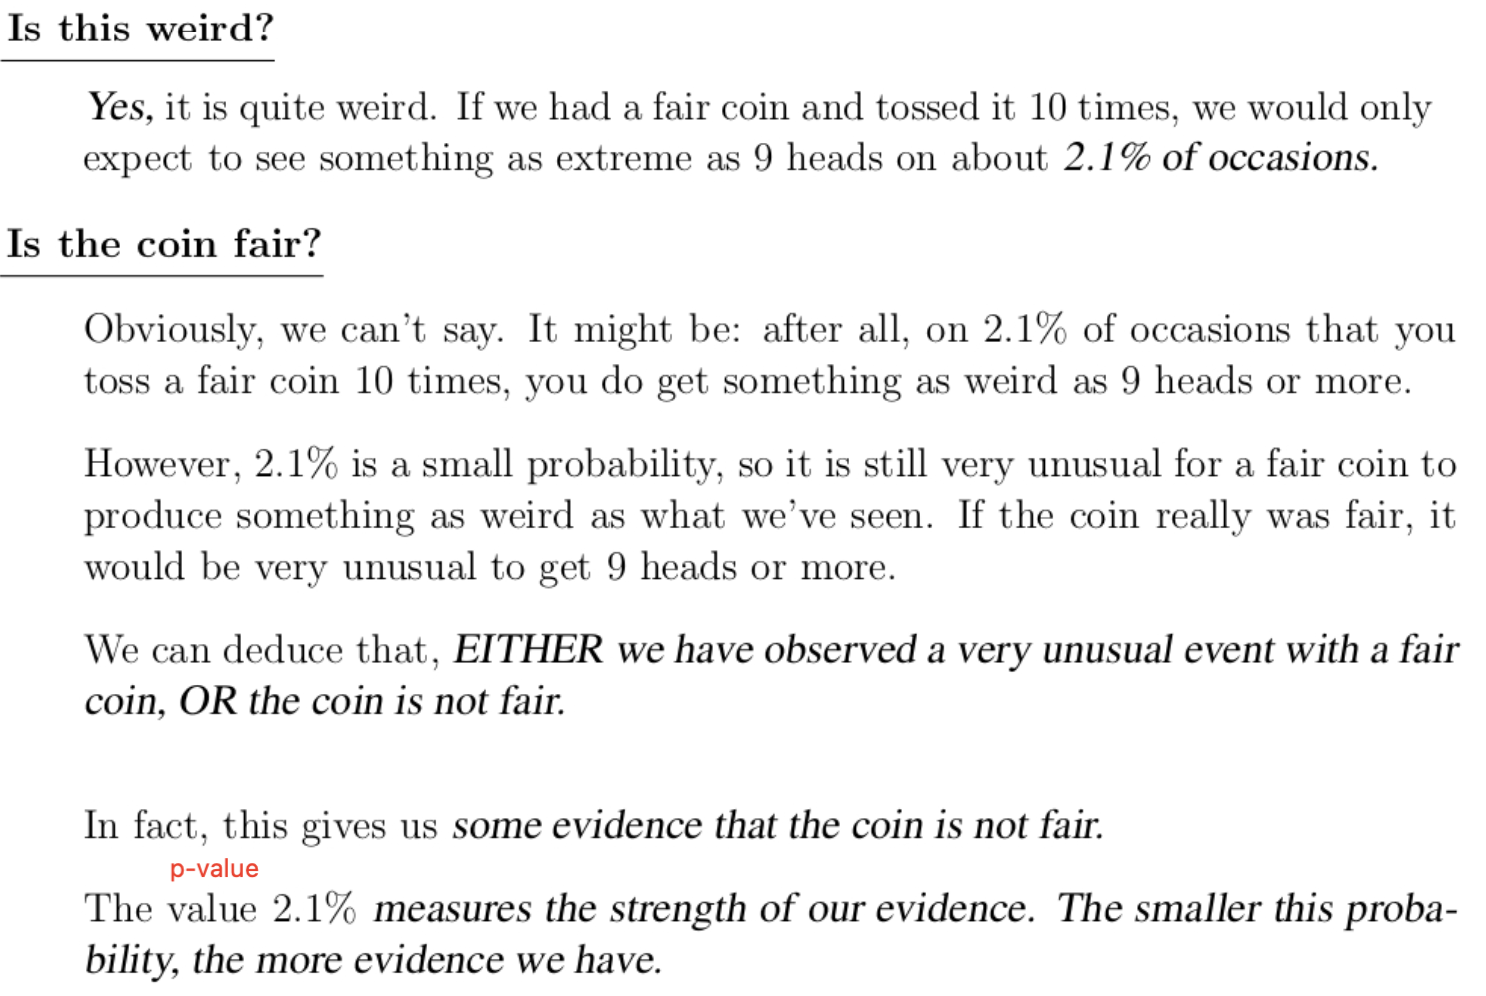 Is this weird?
Yes, it is quite weird. If we had a fair coin and tossed it 10 times, we would only
expect to see something as extreme as 9 heads on about 2.1% of occasions.
Is the coin fair?
Obviously, we can't say. It might be: after all, on 2.1% of occasions that you
toss a fair coin 10 times, you do get something as weird as 9 heads or more.
However, 2.1% is a small probability, so it is still very unusual for a fair coin to
produce something as weird as what we've seen. If the coin really was fair, it
would be very unusual to get 9 heads or more.
We can deduce that, EITHER we have observed a very unusual event with a fair
coin, OR the coin is not fair.
In fact, this gives us some evidence that the coin is not fair.
p-value
The value 2.1% measures the strength of our evidence. The smaller this proba-
bility, the more evidence we have.